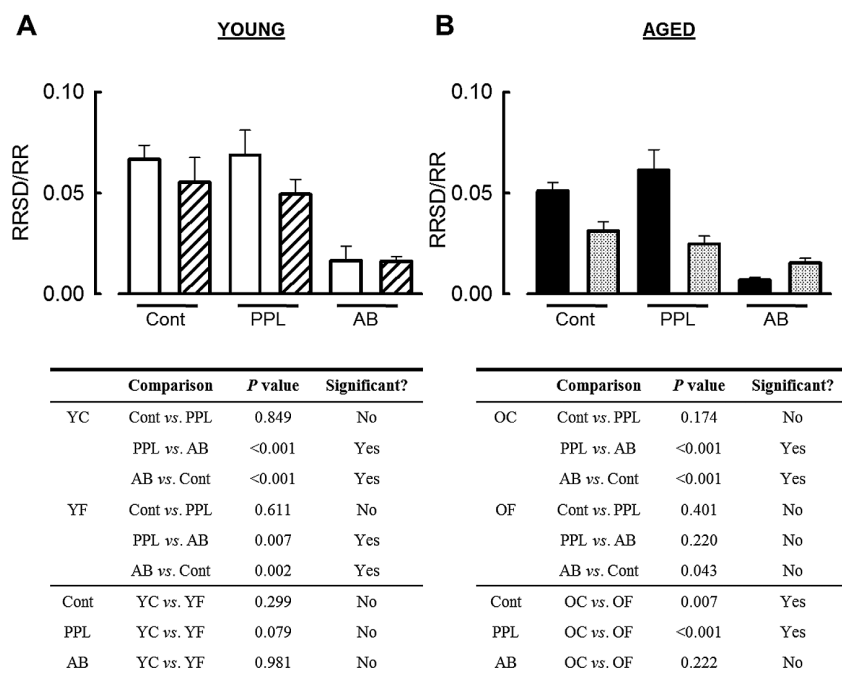 A YOUNG
0.10
0.05
0.00
RRSD/RR
Cont PPL AB
Comparison P value Significant?
YC Cont vs. PPL 0.849 No
PPL vs. AB <0.001 Yes
AB vs. Cont <0.001 Yes
YF Cont vs. PPL 0.611 No
PPL vs. AB 0.007 Yes
AB vs. Cont 0.002 Yes
Cont YC vs. YF 0.299 No
PPL YC vs. YF 0.079 No
AB YC vs. YF 0.981 No
B AGED
0.10
0.05
0.00
RRSD/RR
Cont PPL AB
Comparison P value Significant?
OC Cont vs. PPL 0.174 No
PPL vs. AB <0.001 Yes
AB vs. Cont <0.001 Yes
OF Cont vs. PPL 0.401 No
PPL vs. AB 0.220 No
AB vs. Cont 0.043 No
Cont OC vs. OF 0.007 Yes
PPL OC vs. OF <0.001 Yes
AB OC vs. OF 0.222 No